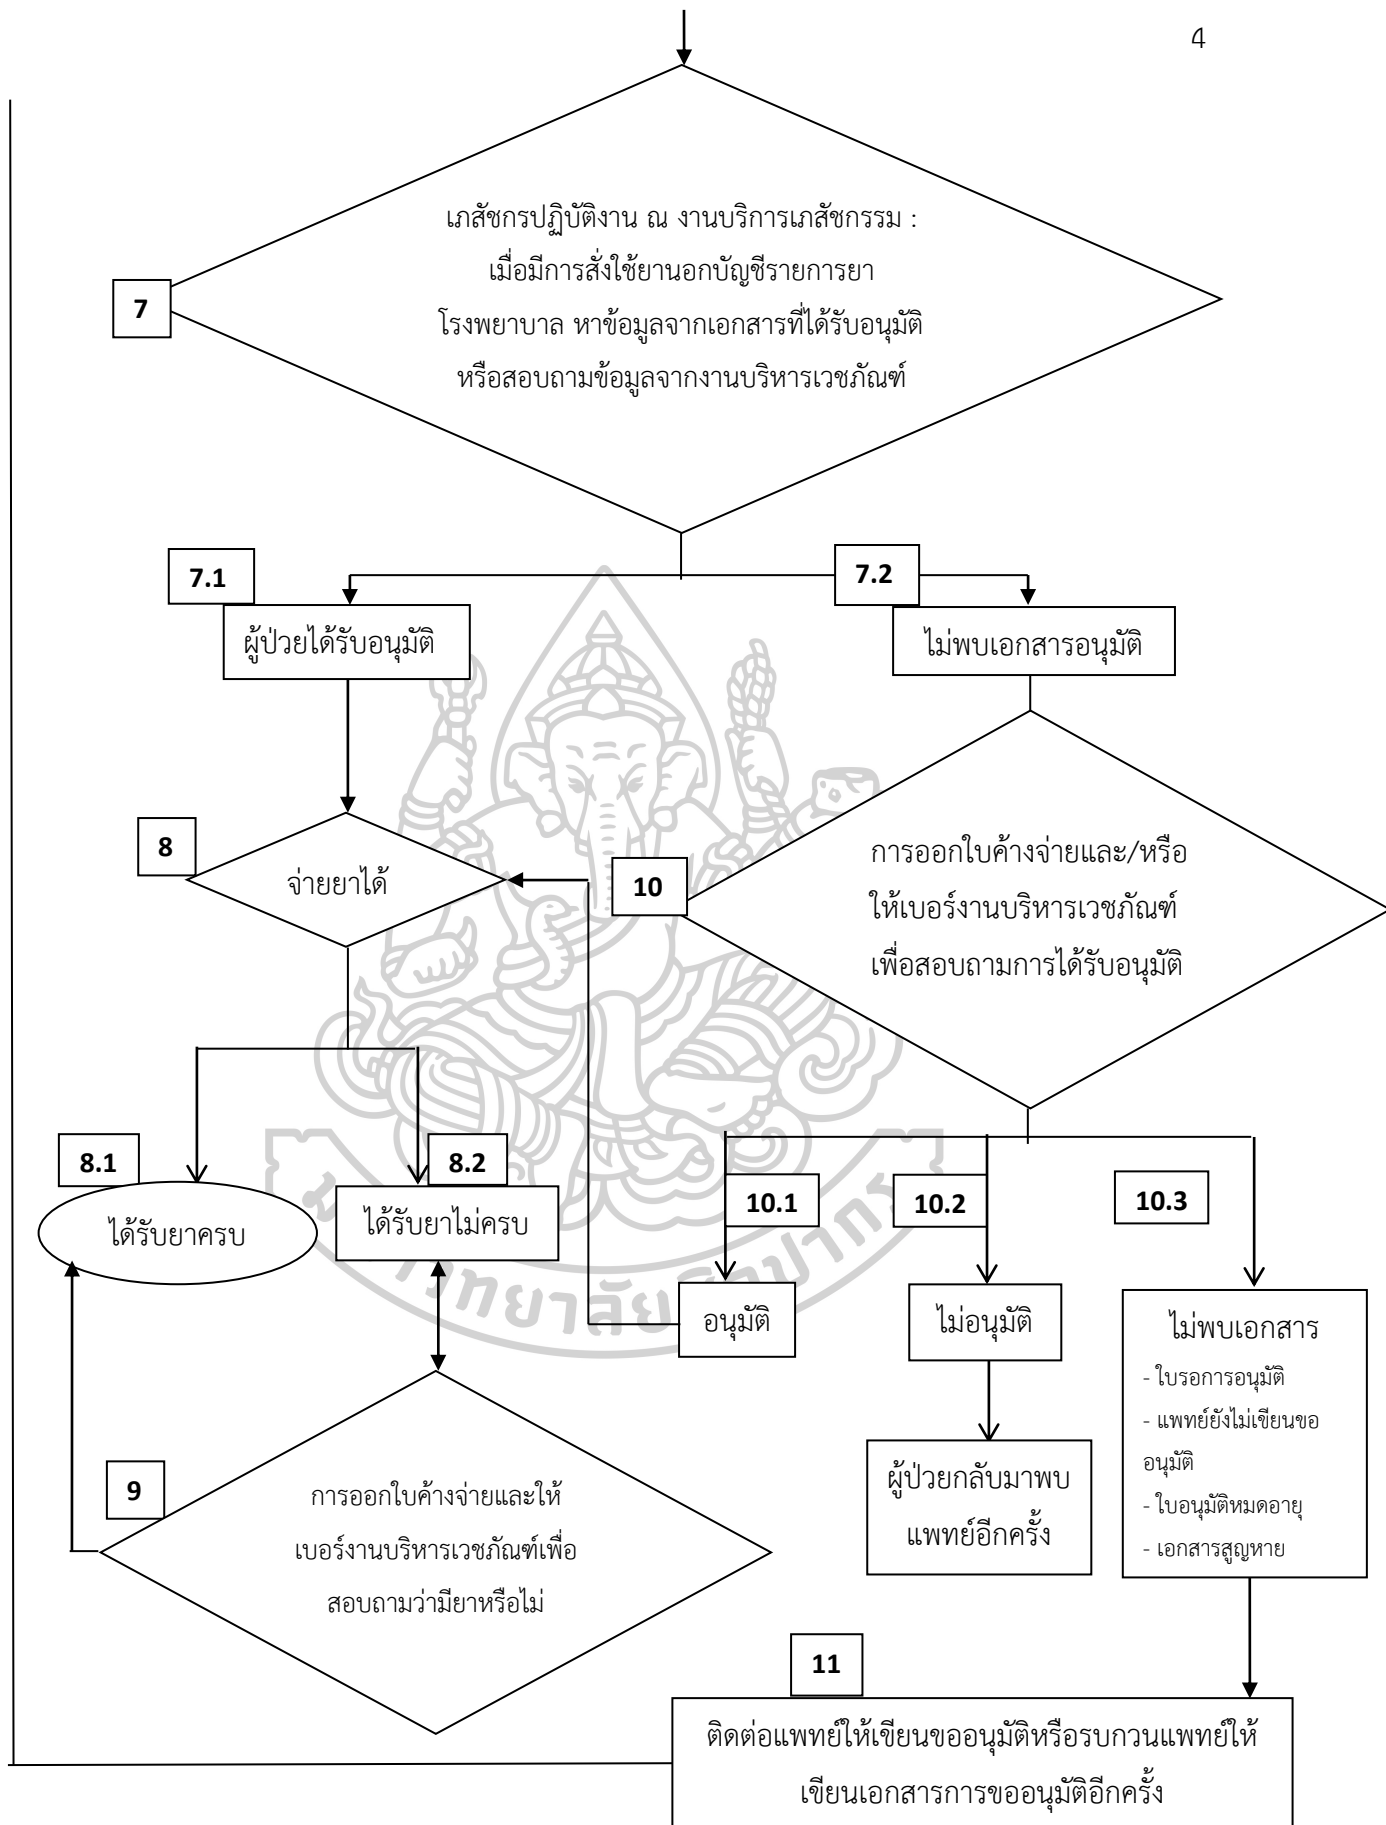 4
เภสัชกรปฏิบัติงาน ณ งานบริการเภสัชกรรม :
เมื่อมีการสั่งใช้ยานอกบัญชีรายการยา
7
โรงพยาบาล หาข้อมูลจากเอกสารที่ได้รับอนุมัติ
หรือสอบถามข้อมูลจากงานบริหารเวชภัณฑ์
7.1
7.2
ผู้ป่วยได้รับอนุมัติ
ไม่พบเอกสารอนุมัติ
8
จ่ายยาได้
10
การออกใบค้างจ่ายและ/หรือ
ให้เบอร์งานบริหารเวชภัณฑ์
เพื่อสอบถามการได้รับอนุมัติ
8.1
8.2
ได้รับยาครบ
ได้รับยาไม่ครบ
10.1
10.2
10.3
อนุมัติ
ไม่อนุมัติ
ไม่พบเอกสาร
- ใบรอการอนุมัติ
- แพทย์ยังไม่เขียนขอ
อนุมัติ
- ใบอนุมัติหมดอายุ
- เอกสารสูญหาย
ผู้ป่วยกลับมาพบ
แพทย์อีกครั้ง
9
การออกใบค้างจ่ายและให้
เบอร์งานบริหารเวชภัณฑ์เพื่อ
สอบถามว่ามียาหรือไม่
11
ติดต่อแพทย์ให้เขียนขออนุมัติหรือรบกวนแพทย์ให้
เขียนเอกสารการขออนุมัติอีกครั้ง